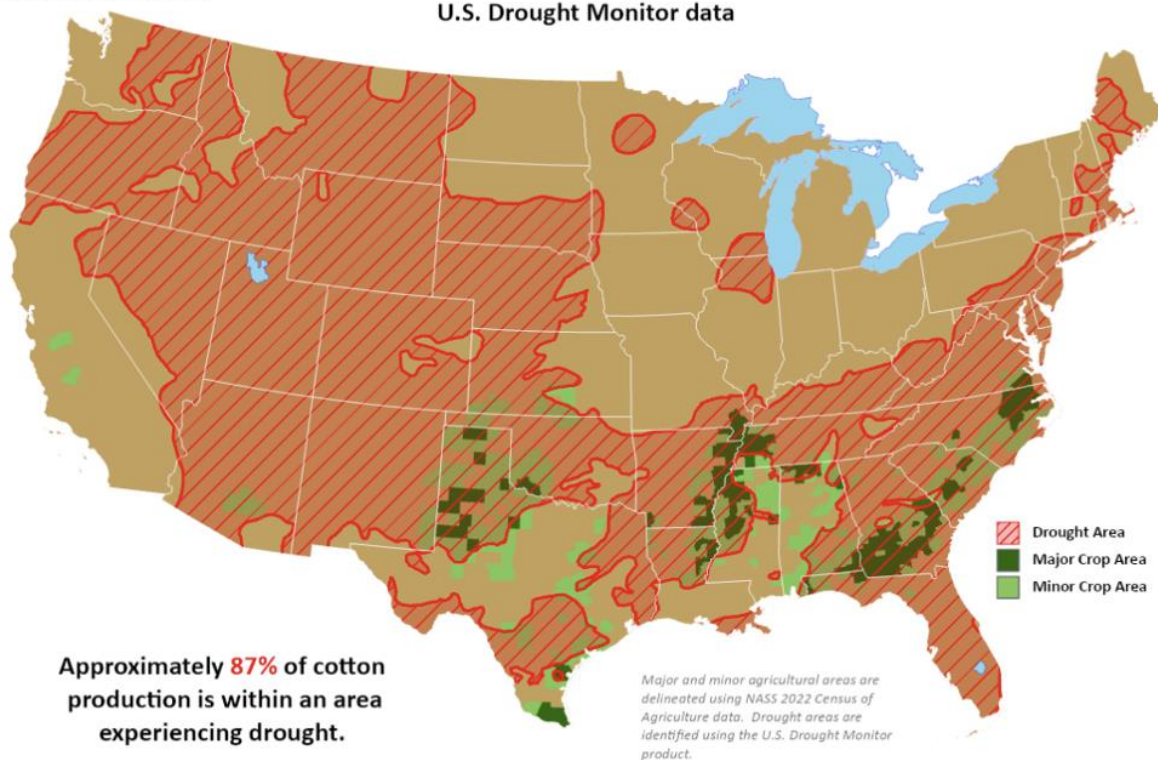 U.S. Drought Monitor data
Drought Area
Major Crop Area
Minor Crop Area
Approximately 87% of cotton
production is within an area
experiencing drought.
Major and minor agricultural areas are
delineated using NASS 2022 Census of
Agriculture data. Drought areas are
identified using the U.S. Drought Monitor
product.